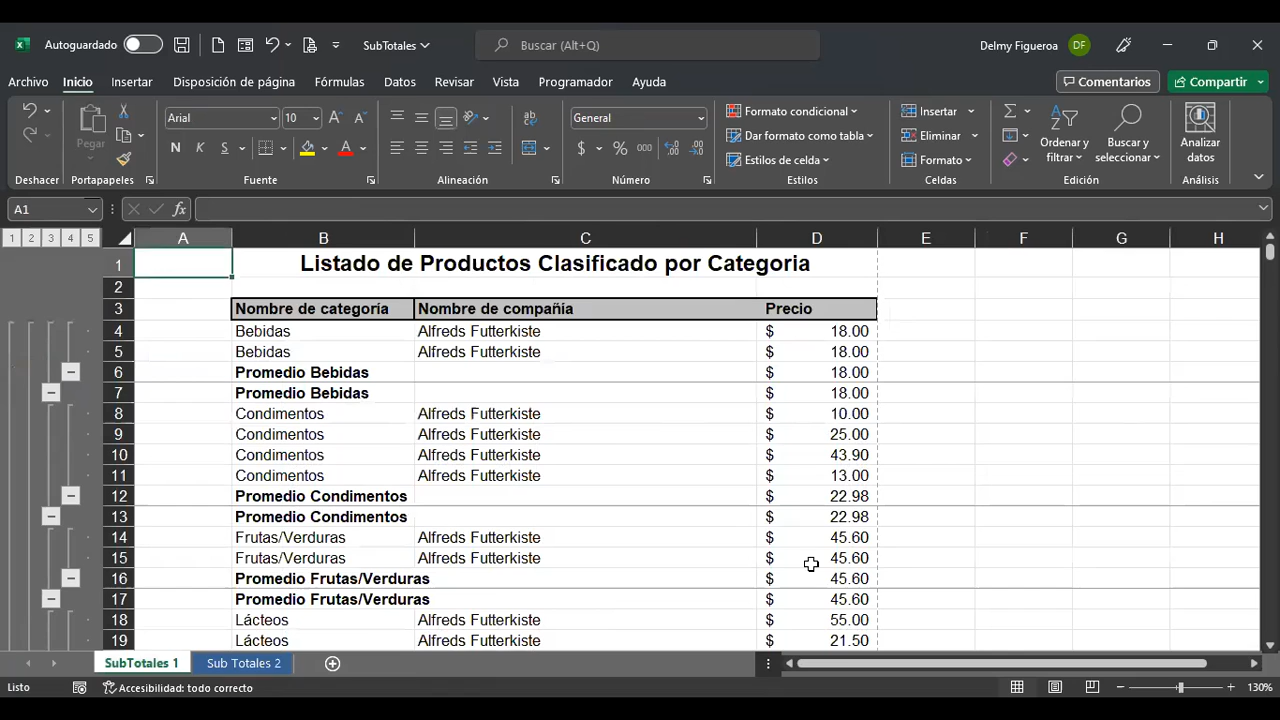 Autoguardado SubTotales Buscar (Alt+Q) Delmy Figueroa DF
Archivo Inicio Insertar Disposición de página Fórmulas Datos Revisar Vista Programador Ayuda Comentarios Compartir
Pegar
Arial 10
N K S
General
$ % 000
Formato condicional
Dar formato como tabla
Estilos de celda
Insertar
Eliminar
Formato
Ordenar y filtrar
Buscar y seleccionar
Analizar datos
Deshacer Portapapeles Fuente Alineación Número Estilos Celdas Edición Análisis
A1 fx
1 2 3 4 5 A B C D E F G H
1 Listado de Productos Clasificado por Categoria
2
3 Nombre de categoría Nombre de compañia Precio
4 Bebidas Alfreds Futterkiste $ 18.00
5 Bebidas Alfreds Futterkiste $ 18.00
6 Promedio Bebidas $ 18.00
7 Promedio Bebidas $ 18.00
8 Condimentos Alfreds Futterkiste $ 10.00
9 Condimentos Alfreds Futterkiste $ 25.00
10 Condimentos Alfreds Futterkiste $ 43.90
11 Condimentos Alfreds Futterkiste $ 13.00
12 Promedio Condimentos $ 22.98
13 Promedio Condimentos $ 22.98
14 Frutas/Verduras Alfreds Futterkiste $ 45.60
15 Frutas/Verduras Alfreds Futterkiste $ 45.60
16 Promedio Frutas/Verduras $ 45.60
17 Promedio Frutas/Verduras $ 45.60
18 Lácteos Alfreds Futterkiste $ 55.00
19 Lácteos Alfreds Futterkiste $ 21.50
SubTotales 1 Sub Totales 2
Listo Accesibilidad: todo correcto 130%